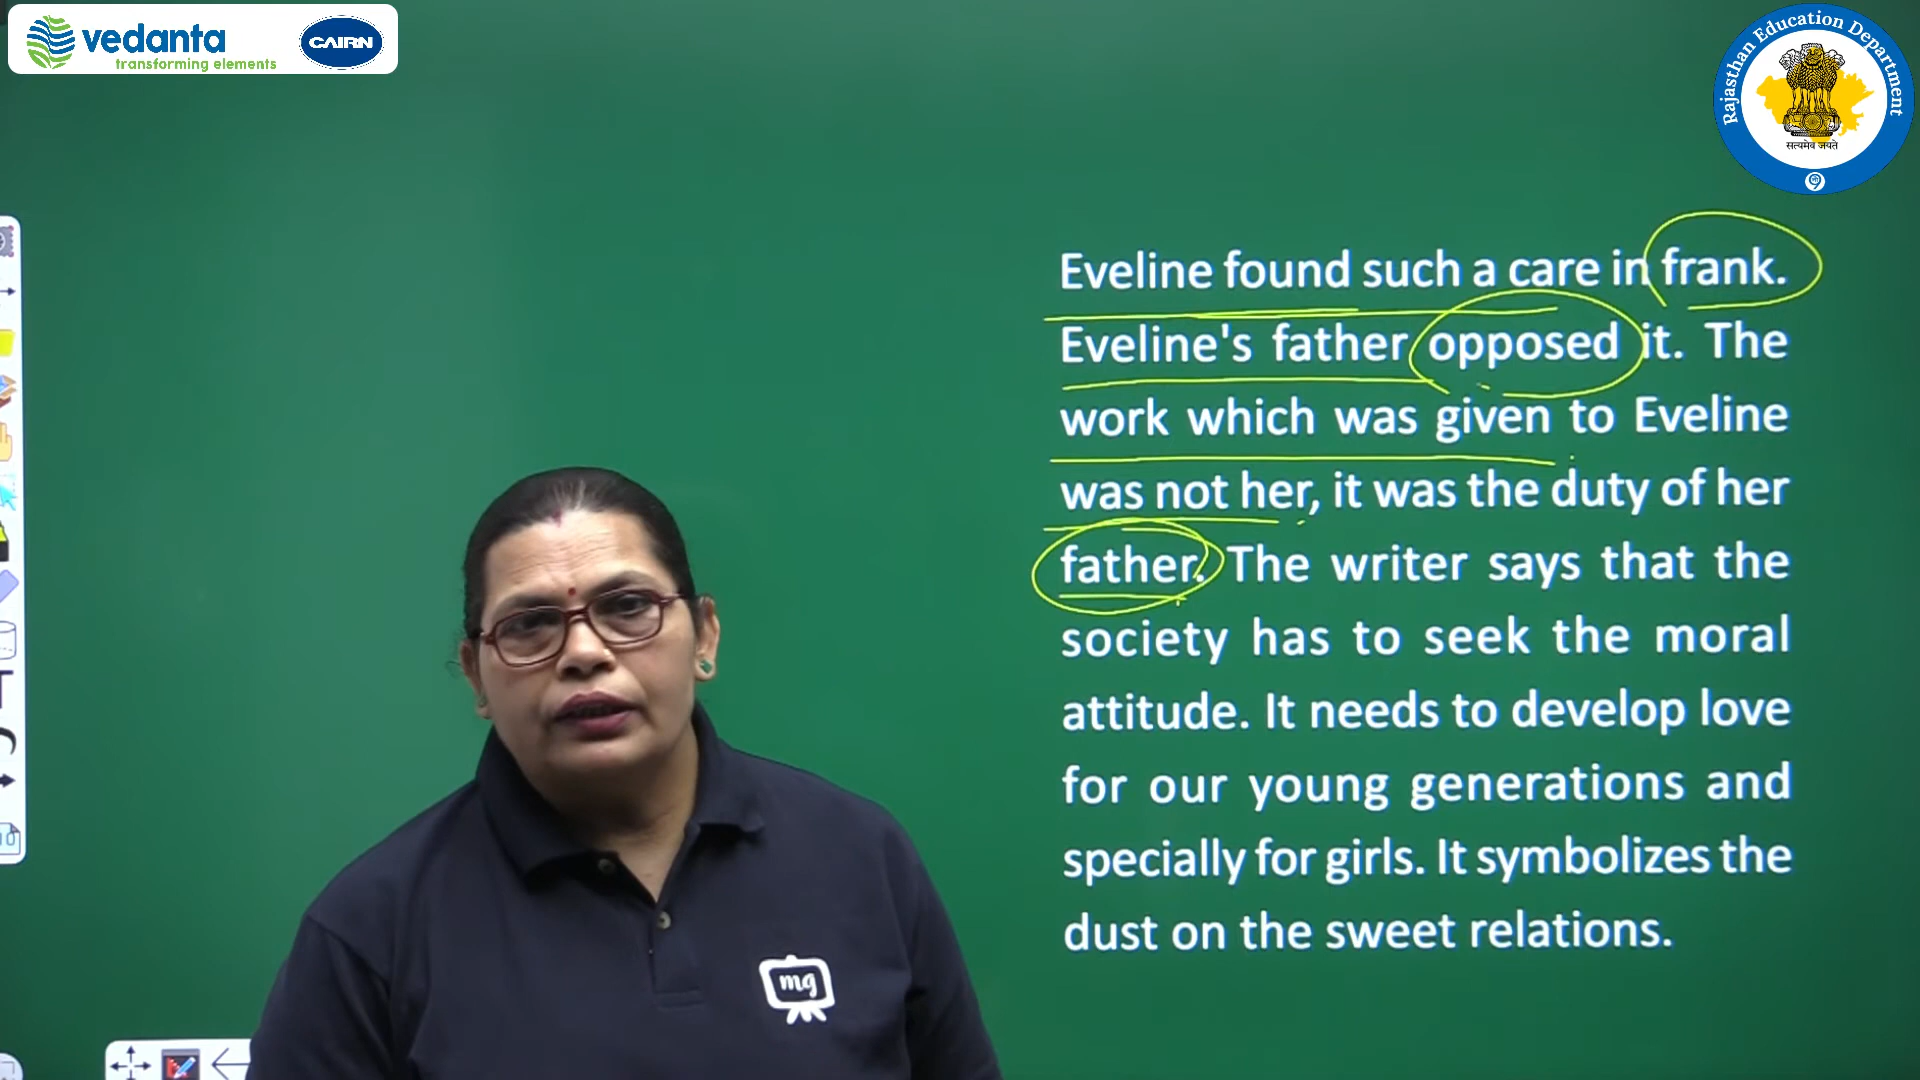 vedanta
transforming elements
CAIRN
Rajasthan Education Department
सत्यमेव जयते
Eveline found such a care in frank.
Eveline's father opposed it. The
work which was given to Eveline
was not her, it was the duty of her
father. The writer says that the
society has to seek the moral
attitude. It needs to develop love
for our young generations and
specially for girls. It symbolizes the
dust on the sweet relations.
mg